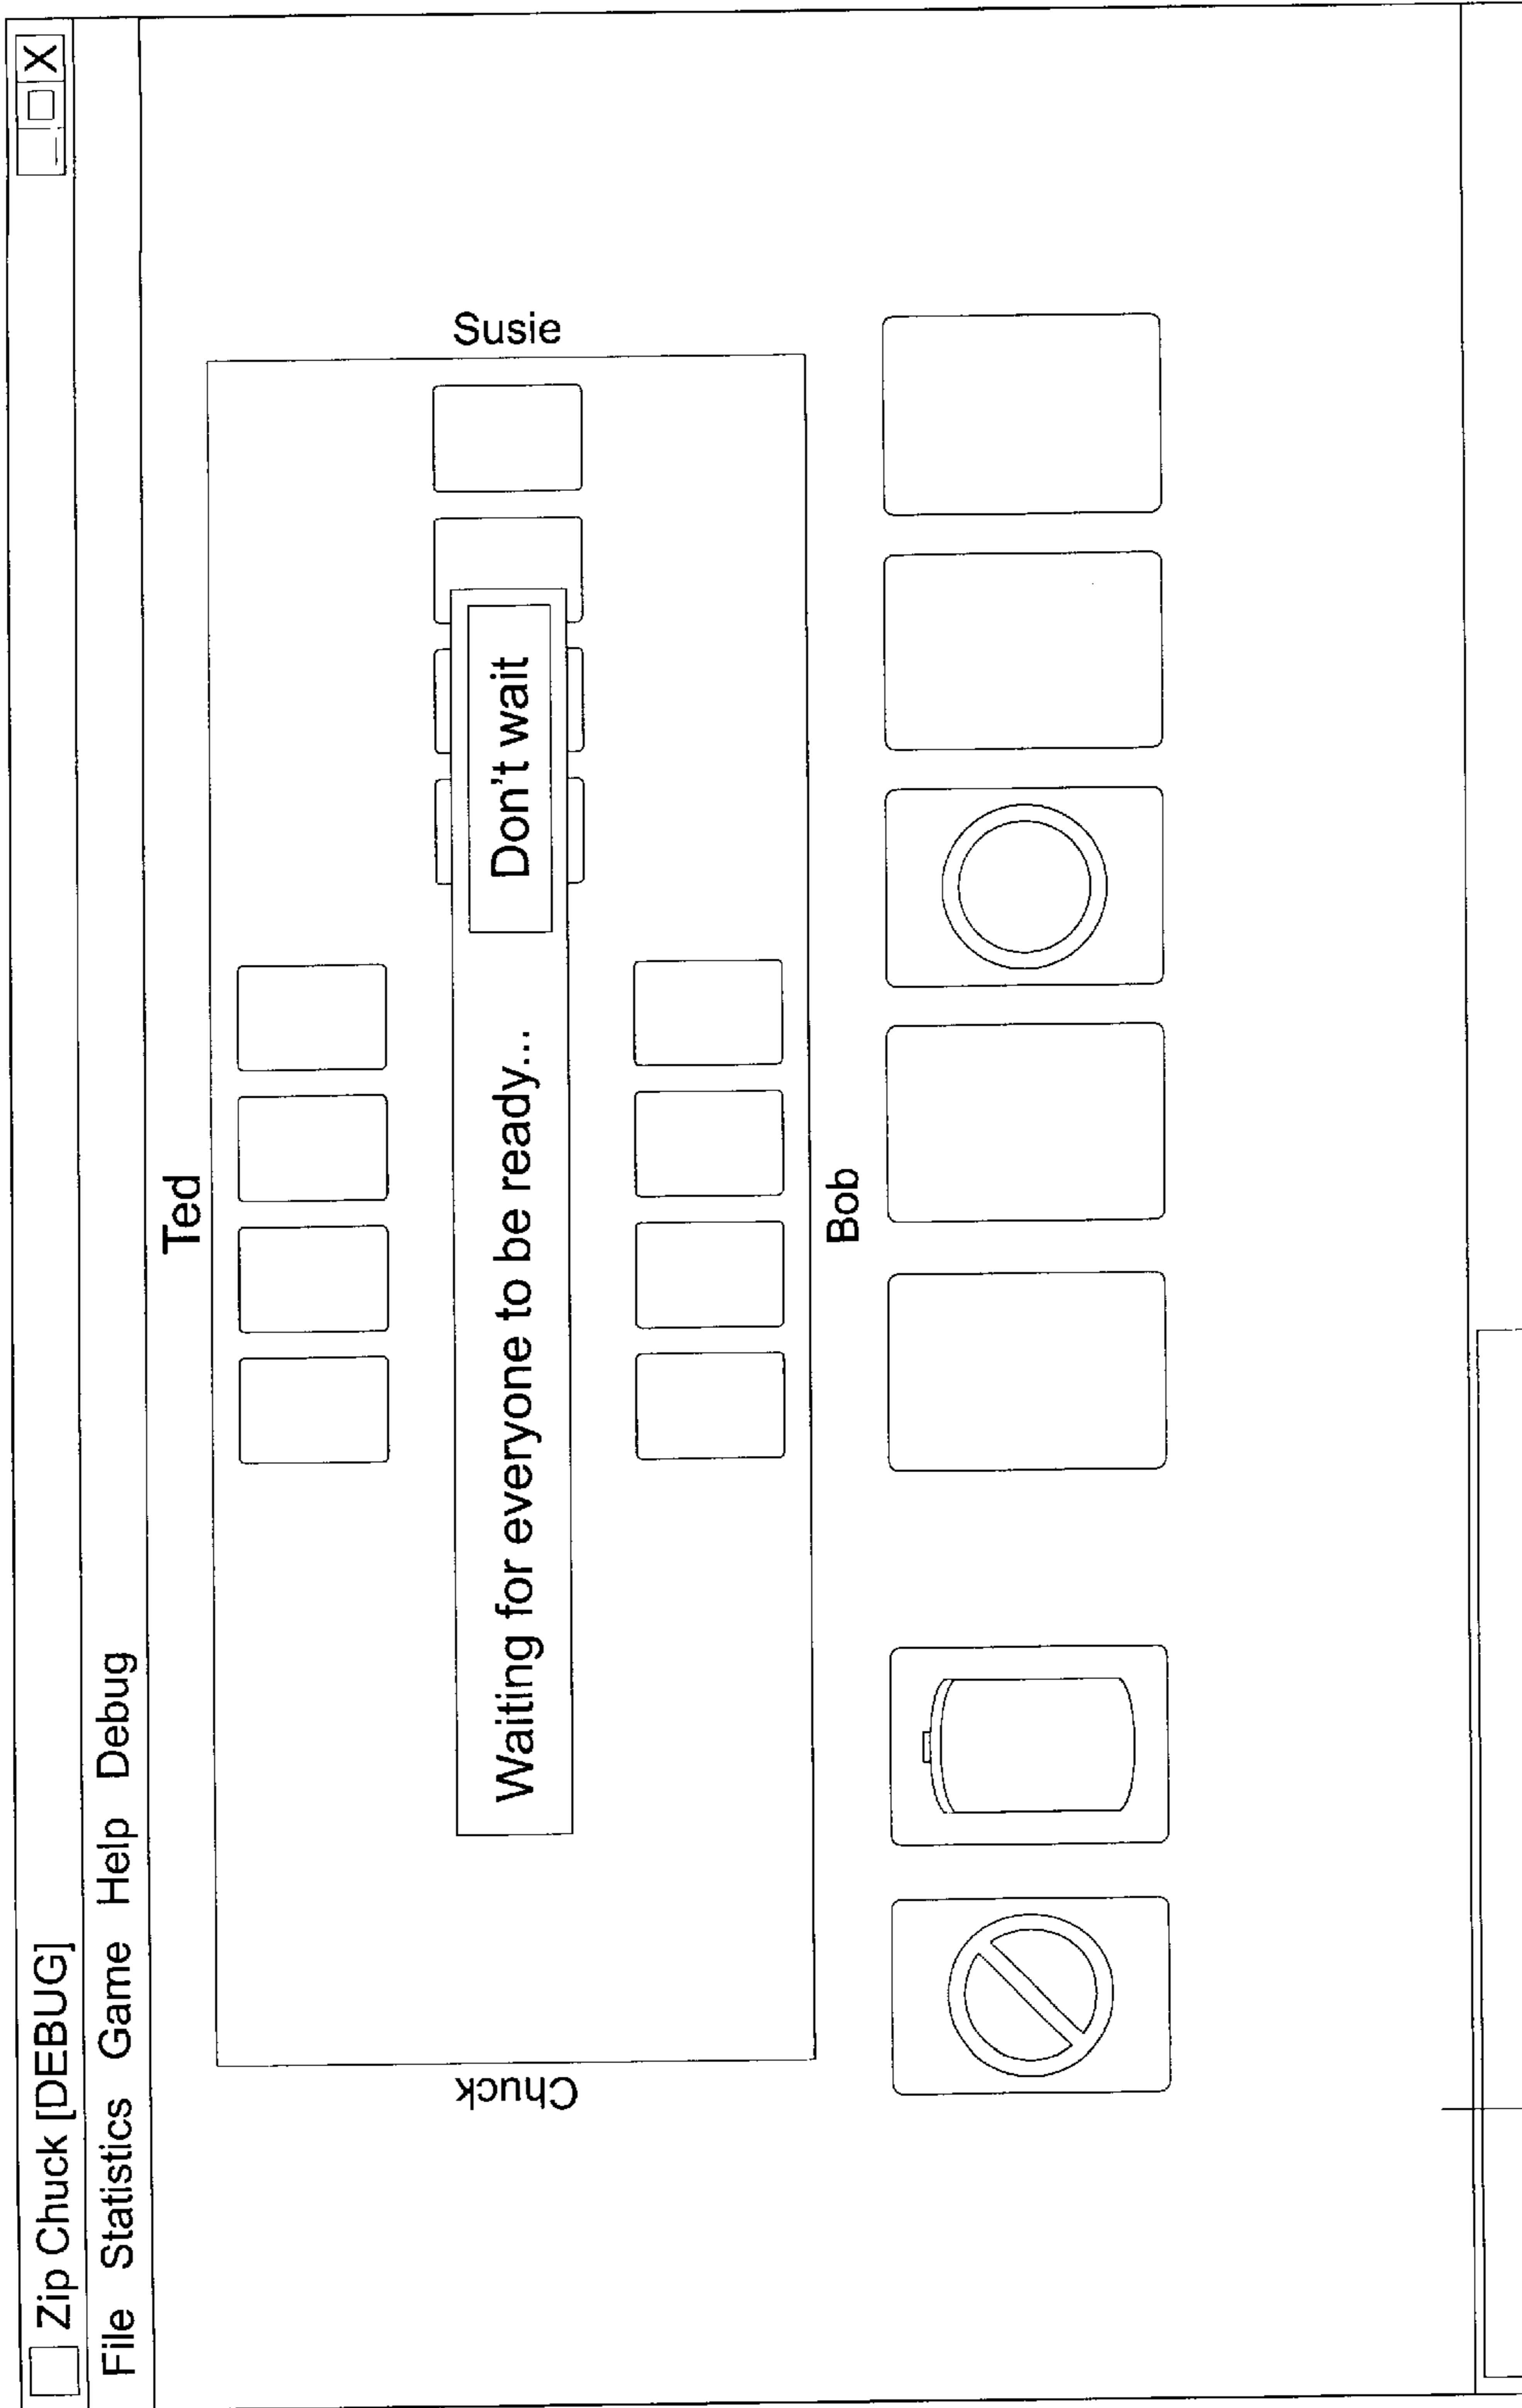 Zip Chuck [DEBUG]
X
File Statistics Game Help Debug
Ted
Chuck
Susie
Waiting for everyone to be ready...
Don't wait
Bob